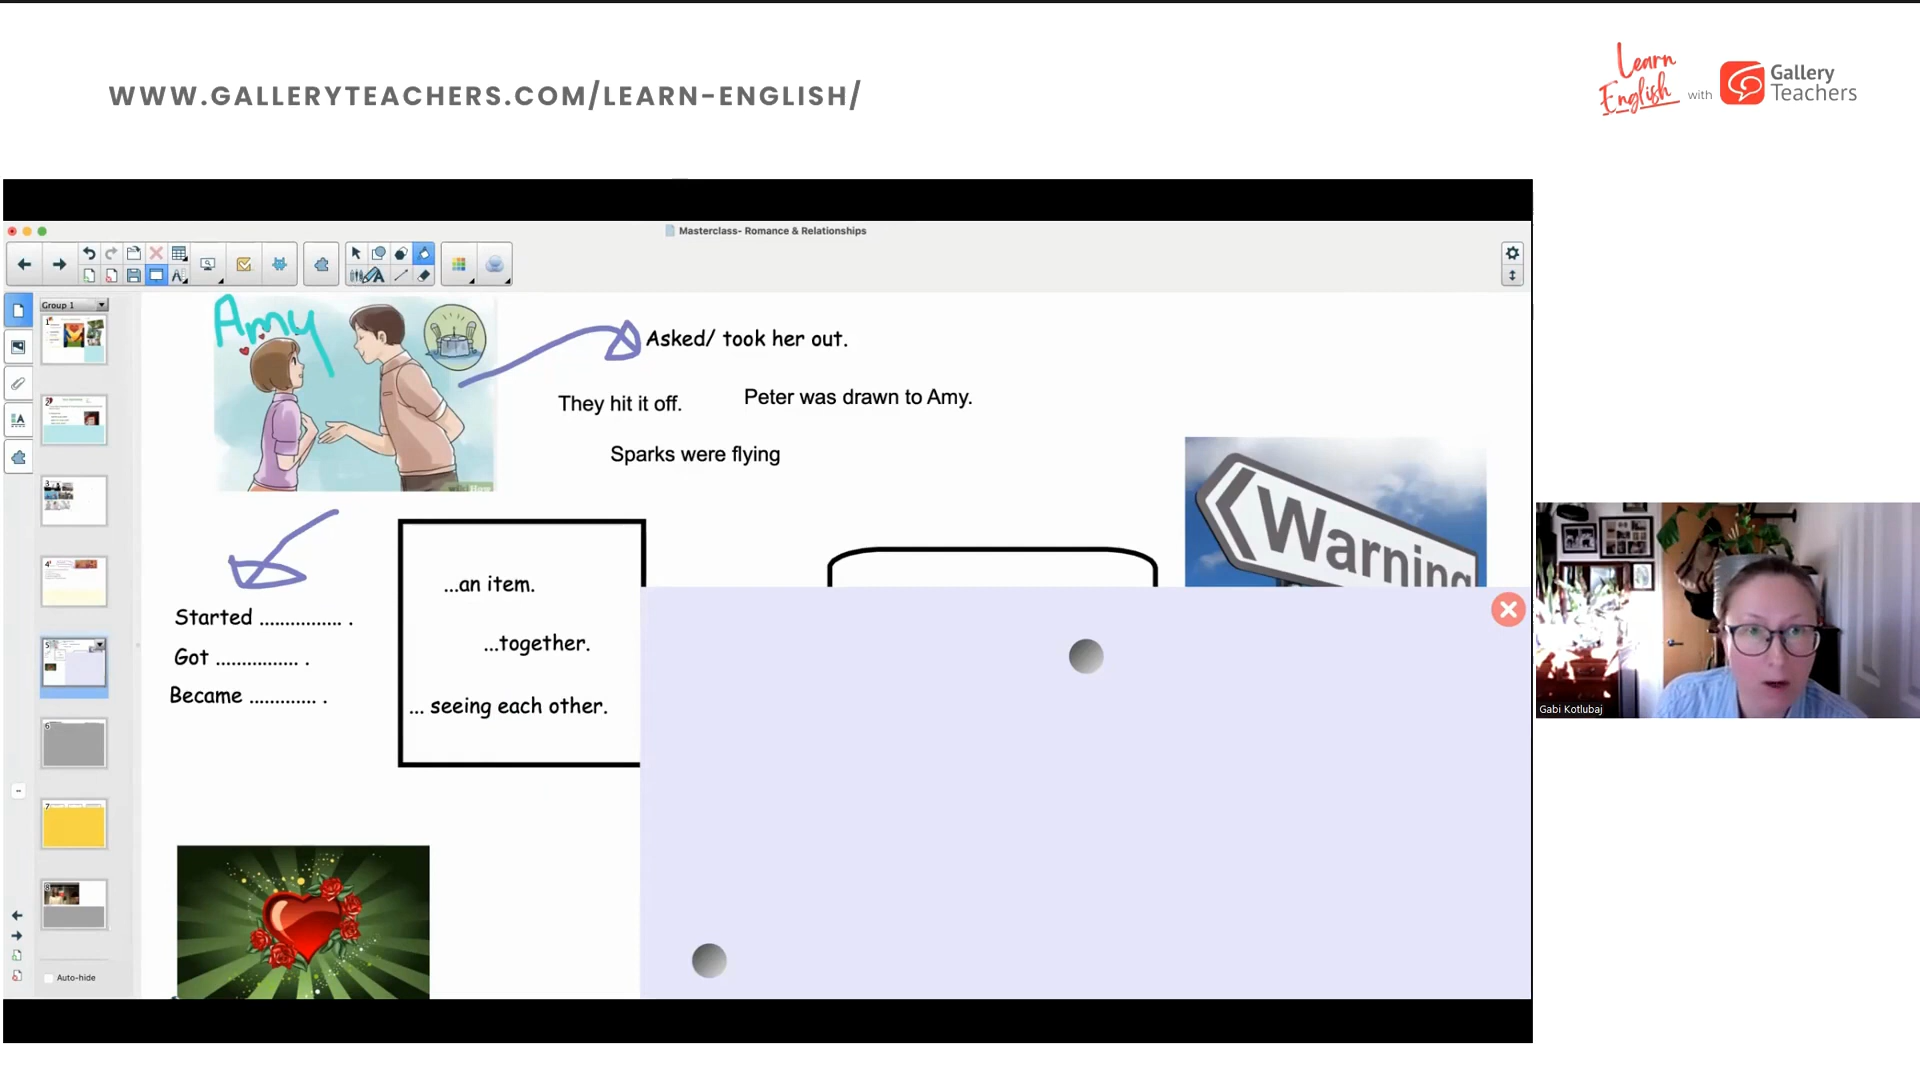 WWW.GALLERYTEACHERS.COM/LEARN-ENGLISH/
Learn
English with
Gallery
Teachers
Masterclass- Romance & Relationships
Group 1
Amy
Asked/ took her out.
They hit it off.
Peter was drawn to Amy.
Sparks were flying
Warning
Started ................ .
Got ................ .
Became ............. .
...an item.
...together.
... seeing each other.
Gabi Kotlubaj
Auto-hide